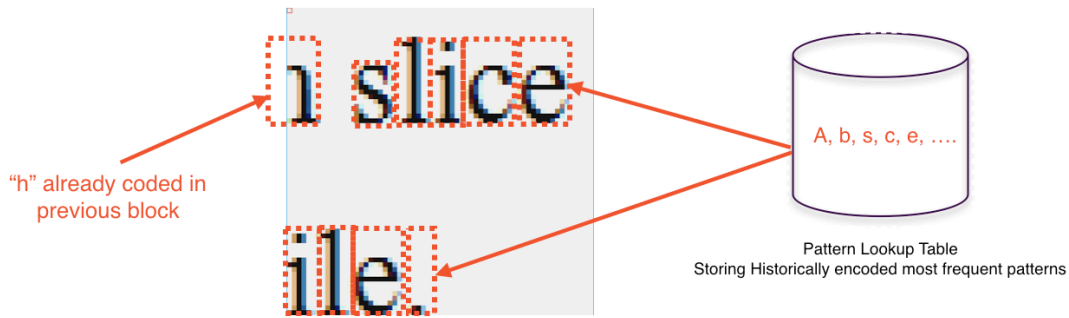 h slice
ile.
“h” already coded in
previous block
A, b, s, c, e, ….
Pattern Lookup Table
Storing Historically encoded most frequent patterns